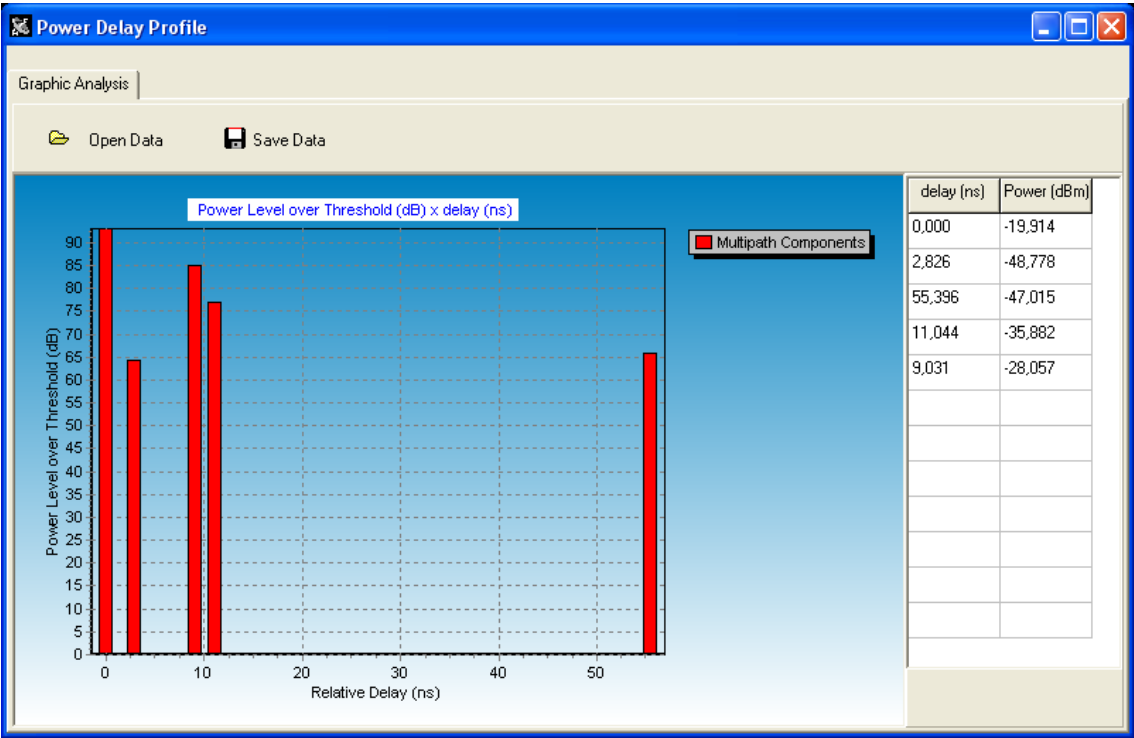 Power Delay Profile
Graphic Analysis
Open Data Save Data
Power Level over Threshold (dB) x delay (ns)
Multipath Components
Power Level over Threshold (dB)
90
85
80
75
70
65
60
55
50
45
40
35
30
25
20
15
10
5
0
0 10 20 30 40 50
Relative Delay (ns)
delay (ns) Power (dBm)
0,000 -19,914
2,826 -48,778
55,396 -47,015
11,044 -35,882
9,031 -28,057